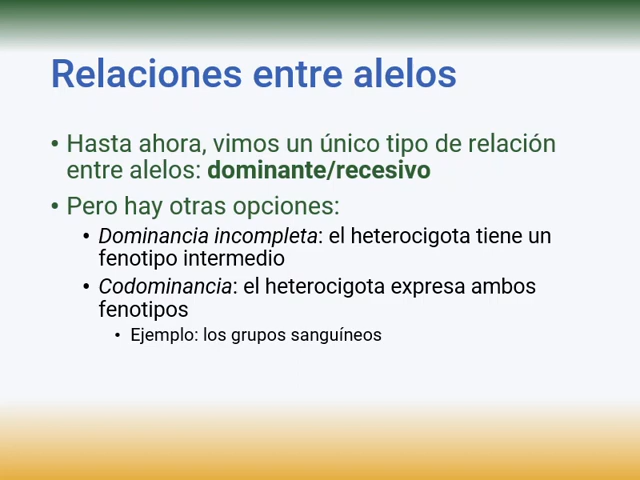 Relaciones entre alelos
• Hasta ahora, vimos un único tipo de relación
entre alelos: dominante/recesivo
• Pero hay otras opciones:
• Dominancia incompleta: el heterocigota tiene un
fenotipo intermedio
• Codominancia: el heterocigota expresa ambos
fenotipos
• Ejemplo: los grupos sanguíneos